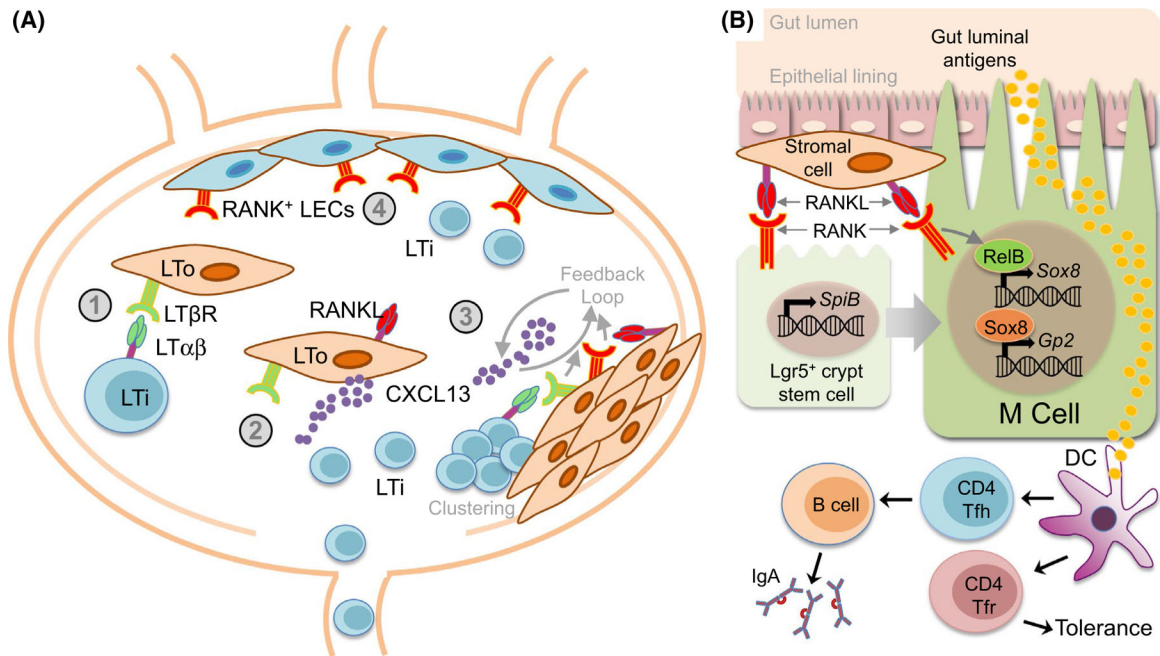 (A)
RANK⁺ LECs
4
LTi
LTo
1
LTβR
LTαβ
LTi
RANKL
3
Feedback
Loop
LTo
CXCL13
2
LTi
Clustering
(B)
Gut lumen
Gut luminal
antigens
Epithelial lining
Stromal
cell
RANKL
RANK
RelB
Sox8
SpiB
Sox8
Gp2
Lgr5⁺ crypt
stem cell
M Cell
DC
B cell
CD4
Tfh
IgA
CD4
Tfr
Tolerance